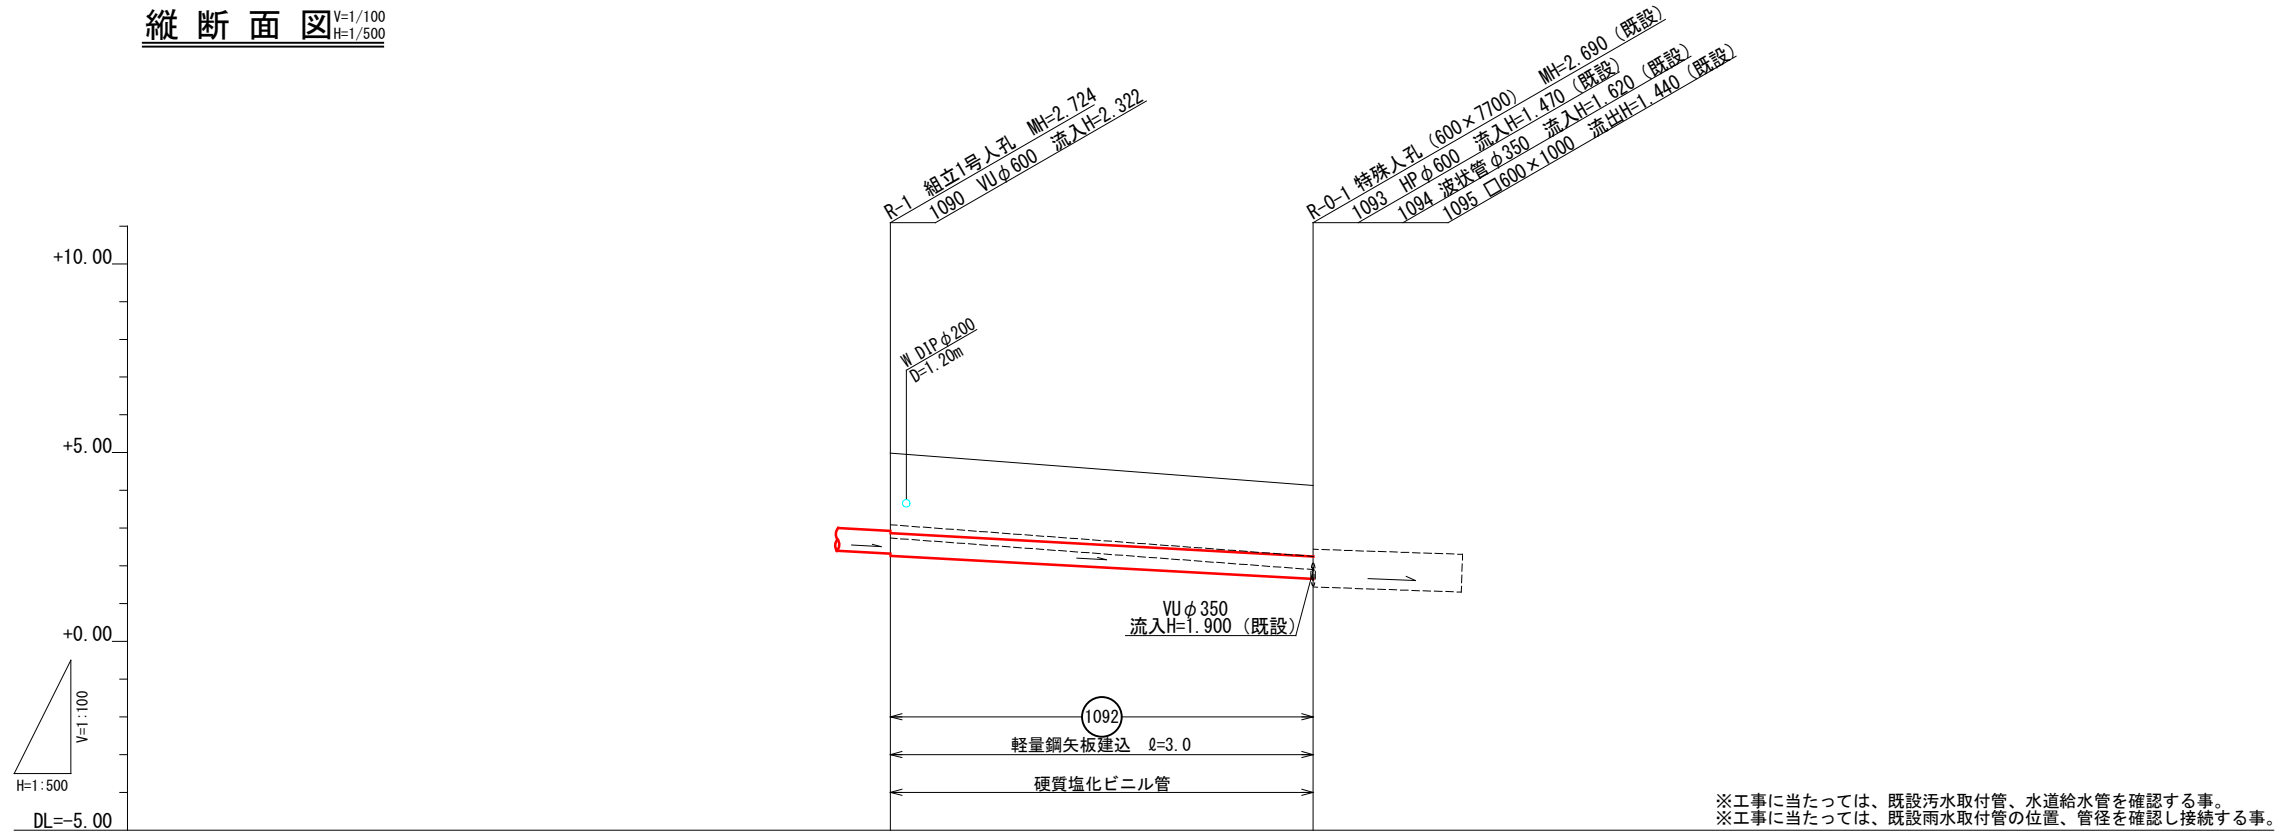 縦断面図
V=1/100
H=1/500
R-1 組立1号人孔 MH=2.724
1090 VUφ600 流入H=2.322
R-0-1 特殊人孔(600×7700) MH=2.690(既設)
1093 HPφ600 流入H=1.470(既設)
1094 波状管φ350 流入H=1.620(既設)
1095 □600×1000 流出H=1.440(既設)
+10.00
W DIPφ200
D=1.20m
+5.00
VUφ350
流入H=1.900(既設)
+0.00
V=1:100
H=1:500
1092
軽量鋼矢板建込 ℓ=3.0
硬質塩化ビニル管
DL=-5.00
※工事に当たっては、既設汚水取付管、水道給水管を確認する事。
※工事に当たっては、既設雨水取付管の位置、管径を確認し接続する事。